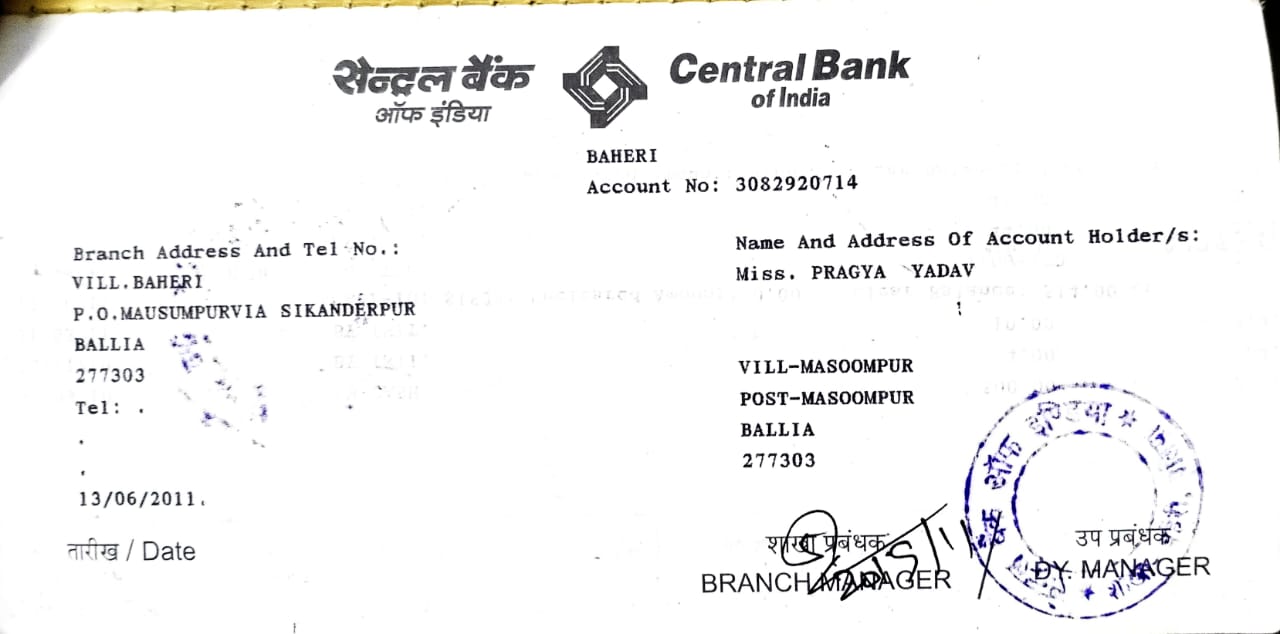 सेन्ट्रल बैंक
ऑफ इंडिया
Central Bank
of India
BAHERI
Account No: 3082920714
Branch Address And Tel No.:
VILL.BAHERI
P.O.MAUSUMPURVIA SIKANDERPUR
BALLIA
277303
Tel: .
.
.
13/06/2011.
तारीख / Date
Name And Address Of Account Holder/s:
Miss. PRAGYA YADAV
VILL-MASOOMPUR
POST-MASOOMPUR
BALLIA
277303
शाखा प्रबंधक
BRANCH MANAGER
उप प्रबंधक
DY. MANAGER
ऑफ इण्डिया